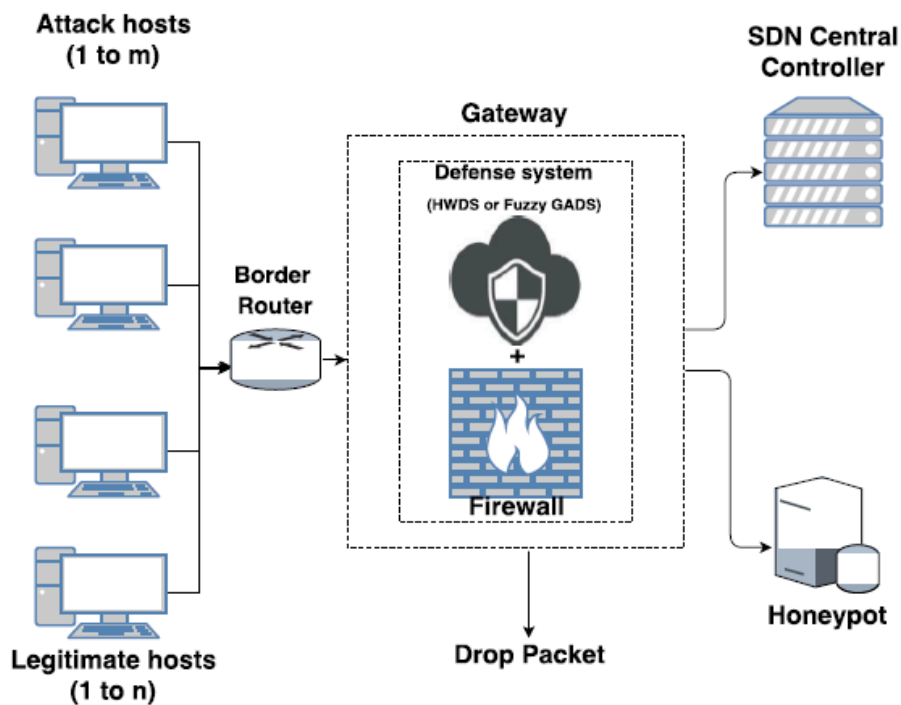 Attack hosts
(1 to m)
SDN Central
Controller
Gateway
Defense system
(HWDS or Fuzzy GADS)
Border
Router
+
Firewall
Honeypot
Drop Packet
Legitimate hosts
(1 to n)